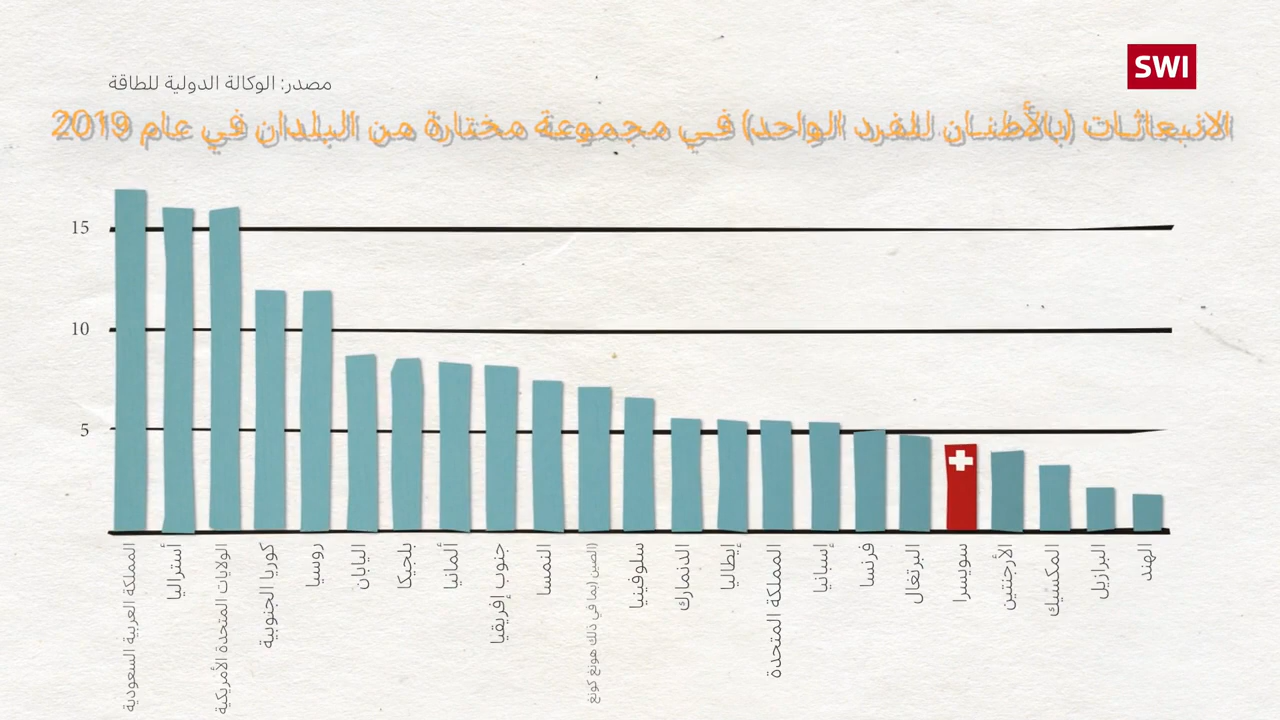 SWI
مصدر: الوكالة الدولية للطاقة
الانبعاثات (بالأطنان للفرد الواحد) في مجموعة مختارة من البلدان في عام 2019
15
10
5
المملكة العربية السعودية
أستراليا
الولايات المتحدة الأمريكية
كوريا الجنوبية
روسيا
اليابان
بلجيكا
ألمانيا
جنوب إفريقيا
النمسا
الصين (بما في ذلك هونغ كونغ)
سلوفينيا
الدنمارك
إيطاليا
المملكة المتحدة
إسبانيا
فرنسا
البرتغال
سويسرا
الأرجنتين
المكسيك
البرازيل
الهند